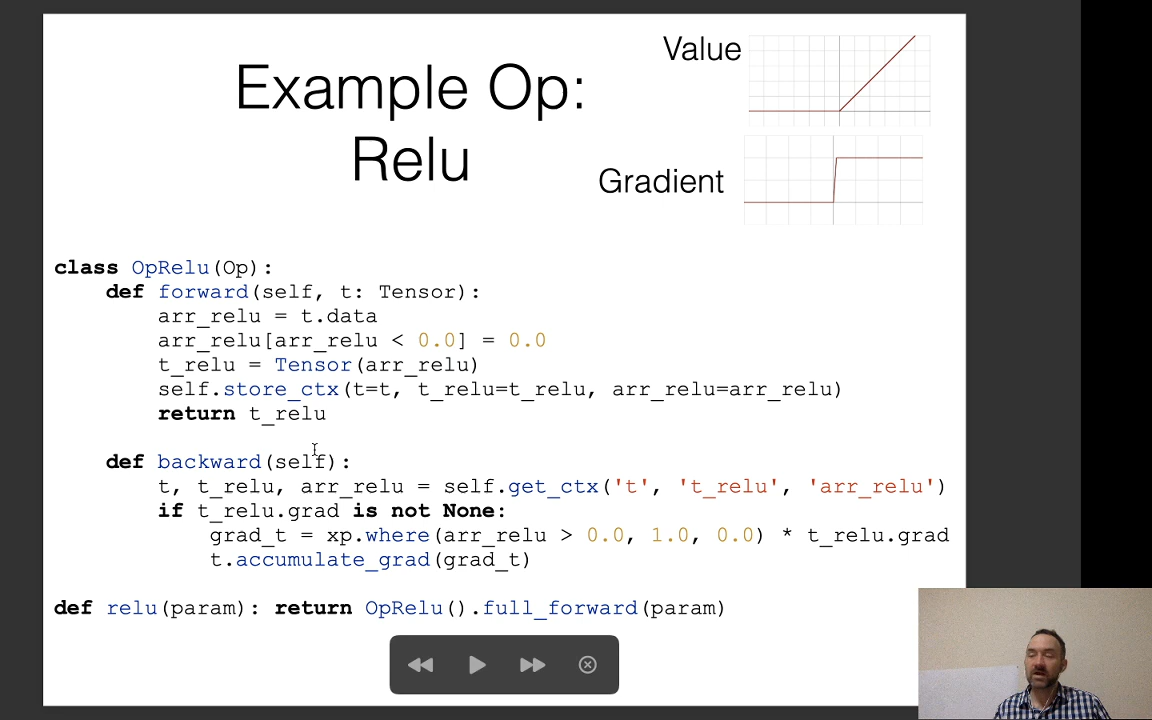 Example Op:
Relu
Value
Gradient
class OpRelu(Op):
    def forward(self, t: Tensor):
        arr_relu = t.data
        arr_relu[arr_relu < 0.0] = 0.0
        t_relu = Tensor(arr_relu)
        self.store_ctx(t=t, t_relu=t_relu, arr_relu=arr_relu)
        return t_relu
    def backward(self):
        t, t_relu, arr_relu = self.get_ctx('t', 't_relu', 'arr_relu')
        if t_relu.grad is not None:
            grad_t = xp.where(arr_relu > 0.0, 1.0, 0.0) * t_relu.grad
            t.accumulate_grad(grad_t)
def relu(param): return OpRelu().full_forward(param)